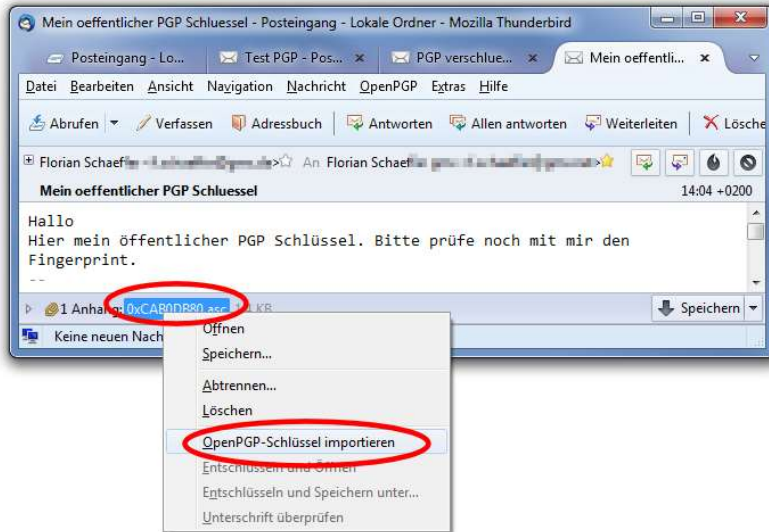 Mein oeffentlicher PGP Schluessel - Posteingang - Lokale Ordner - Mozilla Thunderbird
Posteingang - Lo... Test PGP - Pos... PGP verschlue... Mein oeffentli...
Datei Bearbeiten Ansicht Navigation Nachricht OpenPGP Extras Hilfe
Abrufen Verfassen Adressbuch Antworten Allen antworten Weiterleiten Lösche
Florian Schaeffer An Florian Schaeff
Mein oeffentlicher PGP Schluessel 14:04 +0200
Hallo
Hier mein öffentlicher PGP Schlüssel. Bitte prüfe noch mit mir den
Fingerprint.
--
1 Anhang: 0xCAB0DB80.asc KB Speichern
Keine neuen Nach
Öffnen
Speichern...
Abtrennen...
Löschen
OpenPGP-Schlüssel importieren
Entschlüsseln und Öffnen
Entschlüsseln und Speichern unter...
Unterschrift überprüfen